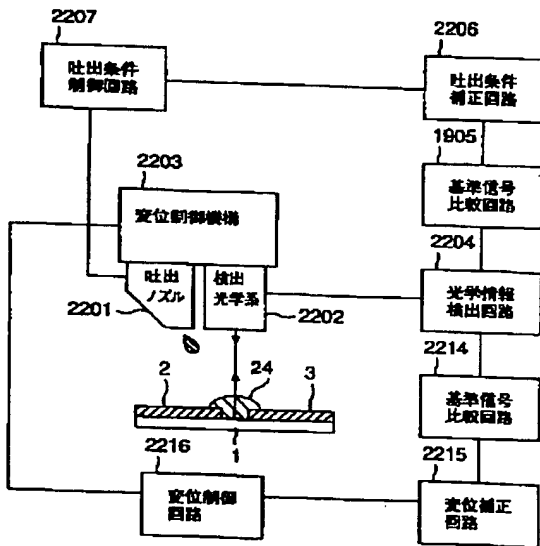 2207
吐出条件
制御回路
2206
吐出条件
補正回路
1905
基準信号
比較回路
2203
変位制御機構
2204
吐出
ノズル
検出
光学系
光学情報
検出回路
2201
2202
2
24
3
2214
基準信号
比較回路
1
2216
変位制御
回路
2215
変位補正
回路